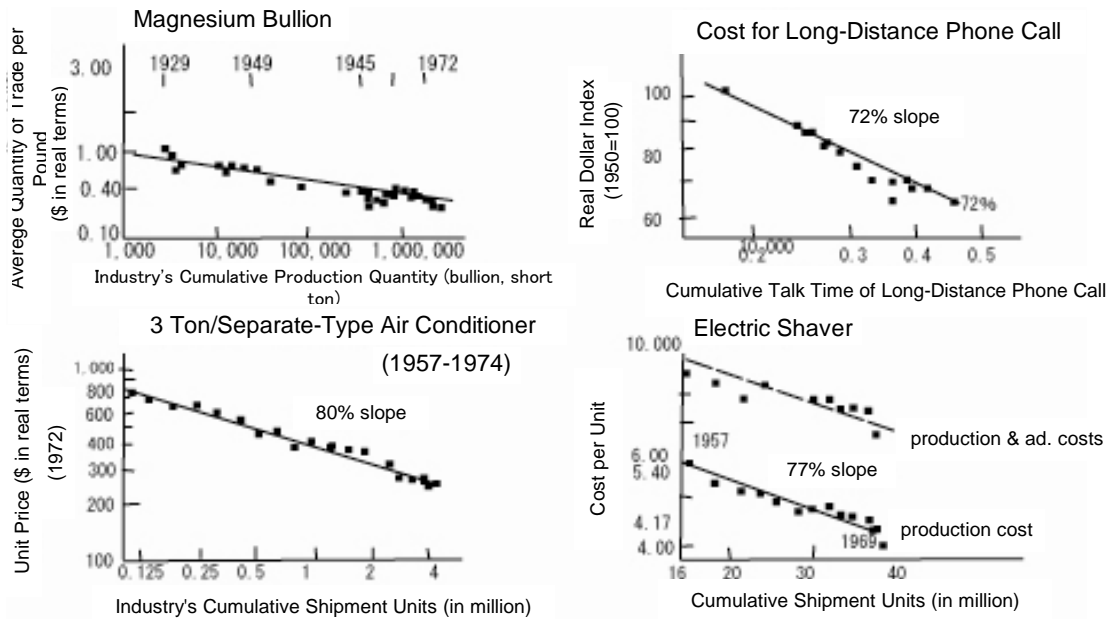 Magnesium Bullion
Averege Quantity of Trade per
Pound
($ in real terms)
3.00
1.00
0.40
0.10
1929
1949
1945
1972
1,000
10,000
100,000
1,000,000
Industry's Cumulative Production Quantity (bullion, short
ton)
Cost for Long-Distance Phone Call
Real Dollar Index
(1950=100)
100
80
60
72% slope
72%
10,000
0.2
0.3
0.4
0.5
Cumulative Talk Time of Long-Distance Phone Call
3 Ton/Separate-Type Air Conditioner
(1957-1974)
Unit Price ($ in real terms)
(1972)
1,000
800
600
400
300
200
100
80% slope
0.125
0.25
0.5
1
2
4
Industry's Cumulative Shipment Units (in million)
Electric Shaver
Cost per Unit
10.000
6.00
5.40
4.17
4.00
1957
77% slope
1969
production & ad. costs
production cost
16
20
30
40
Cumulative Shipment Units (in million)